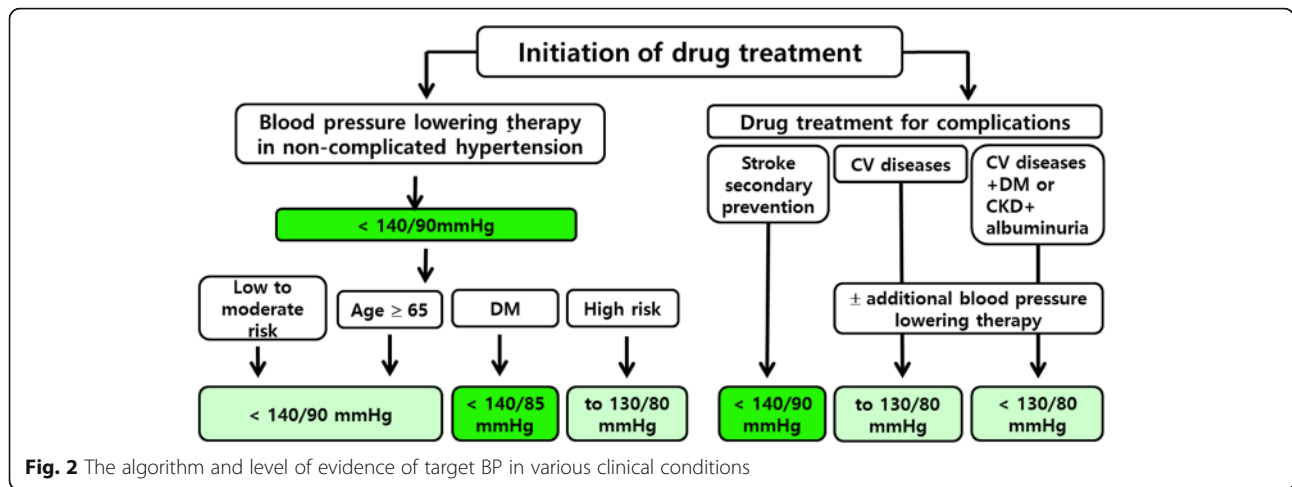 Initiation of drug treatment
Blood pressure lowering therapy
in non-complicated hypertension
< 140/90mmHg
Low to
moderate
risk
Age ≥ 65
DM
High risk
< 140/90 mmHg
< 140/85
mmHg
to 130/80
mmHg
Drug treatment for complications
Stroke
secondary
prevention
CV diseases
CV diseases
+DM or
CKD+
albuminuria
± additional blood pressure
lowering therapy
< 140/90
mmHg
to 130/80
mmHg
< 130/80
mmHg
Fig. 2 The algorithm and level of evidence of target BP in various clinical conditions